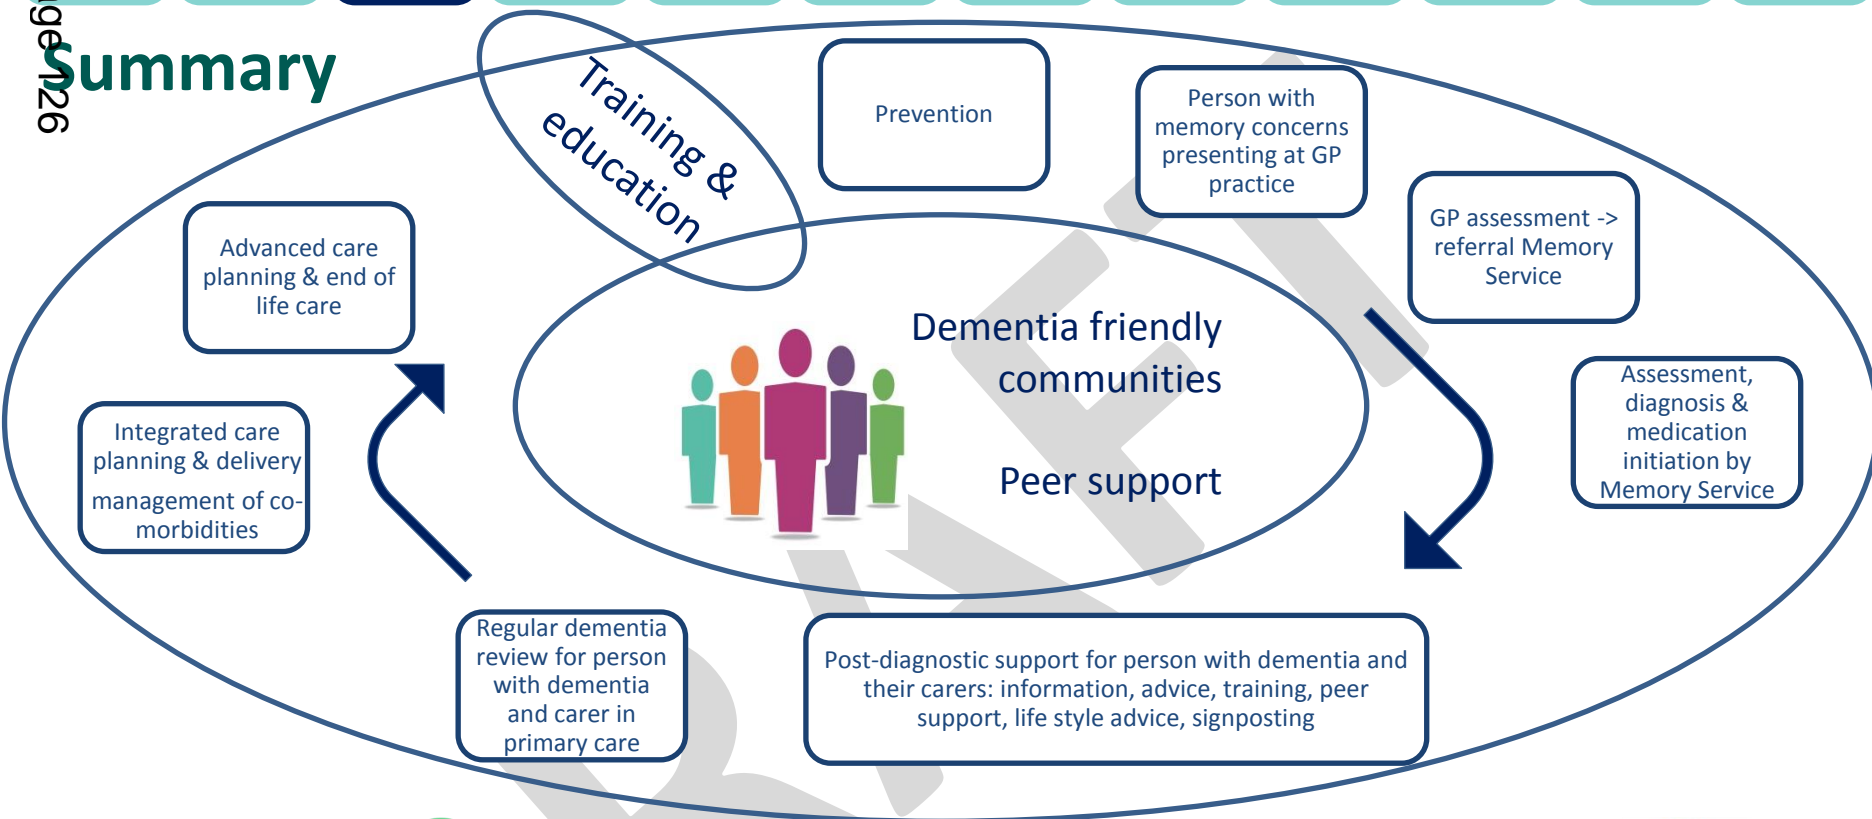 age 126
Summary
Training &
education
Prevention
Person with
memory concerns
presenting at GP
practice
GP assessment ->
referral Memory
Service
Assessment,
diagnosis &
medication
initiation by
Memory Service
Post-diagnostic support for person with dementia and
their carers: information, advice, training, peer
support, life style advice, signposting
Regular dementia
review for person
with dementia
and carer in
primary care
Integrated care
planning & delivery
management of co-
morbidities
Advanced care
planning & end of
life care
Dementia friendly
communities
Peer support
DRAFT